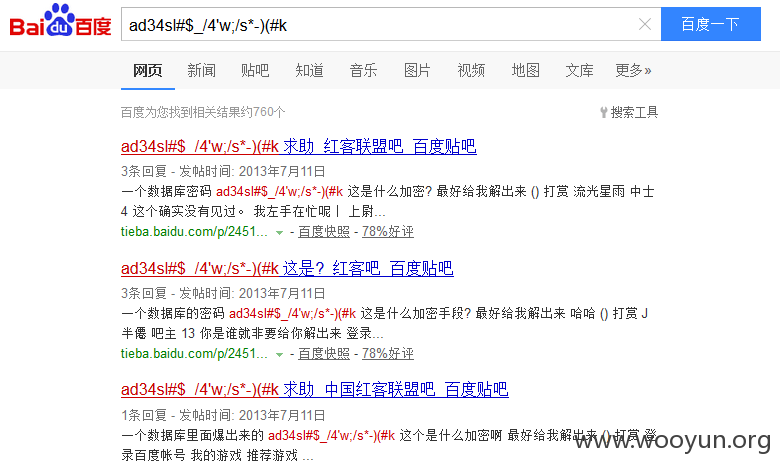 Bai du 百度 ad34sl#$_/4'w;/s*-)(#k 百度一下
网页 新闻 贴吧 知道 音乐 图片 视频 地图 文库 更多»
百度为您找到相关结果约760个 搜索工具
ad34sl#$_/4'w;/s*-)(#k 求助_红客联盟吧_百度贴吧
3条回复 - 发帖时间: 2013年7月11日
一个数据库密码 ad34sl#$_/4'w;/s*-)(#k 这是什么加密? 最好给我解出来 () 打赏 流光星雨 中士
4 这个确实没有见过。 我左手在忙呢丨 上尉...
tieba.baidu.com/p/2451... - 百度快照 - 78%好评
ad34sl#$_/4'w;/s*-)(#k 这是?_红客吧_百度贴吧
3条回复 - 发帖时间: 2013年7月11日
一个数据库的密码 ad34sl#$_/4'w;/s*-)(#k 这是什么加密手段? 最好给我解出来 哈哈 () 打赏 J
半僊 吧主 13 你是谁就非要给你解出来 登录...
tieba.baidu.com/p/2451... - 百度快照 - 78%好评
ad34sl#$_/4'w;/s*-)(#k 求助_中国红客联盟吧_百度贴吧
1条回复 - 发帖时间: 2013年7月11日
一个数据库里面爆出来的 ad34sl#$_/4'w;/s*-)(#k 这个是什么加密啊 最好给我解出来 () 打赏 登
录百度帐号 我的游戏 推荐游戏 ...
www.wooyun.org